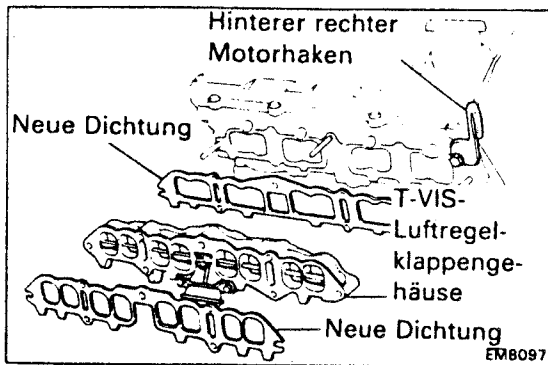 Hinterer rechter
Motorhaken
Neue Dichtung
T-VIS-
Luftregel-
klappenge-
häuse
Neue Dichtung
EM8097